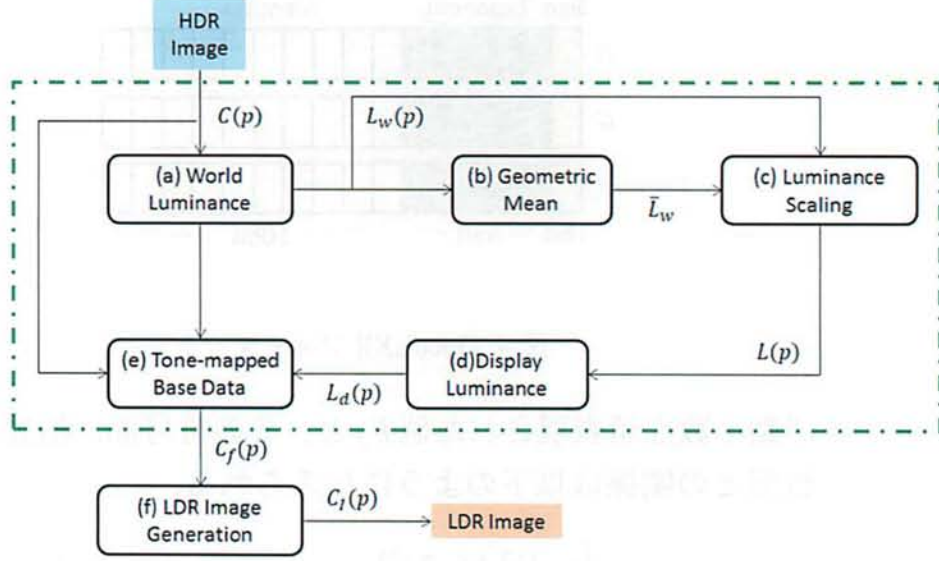 HDR
Image
C(p)
L_w(p)
(a) World
Luminance
(b) Geometric
Mean
L̄_w
(c) Luminance
Scaling
(e) Tone-mapped
Base Data
L_d(p)
(d)Display
Luminance
L(p)
C_f(p)
(f) LDR Image
Generation
C_I(p)
LDR Image